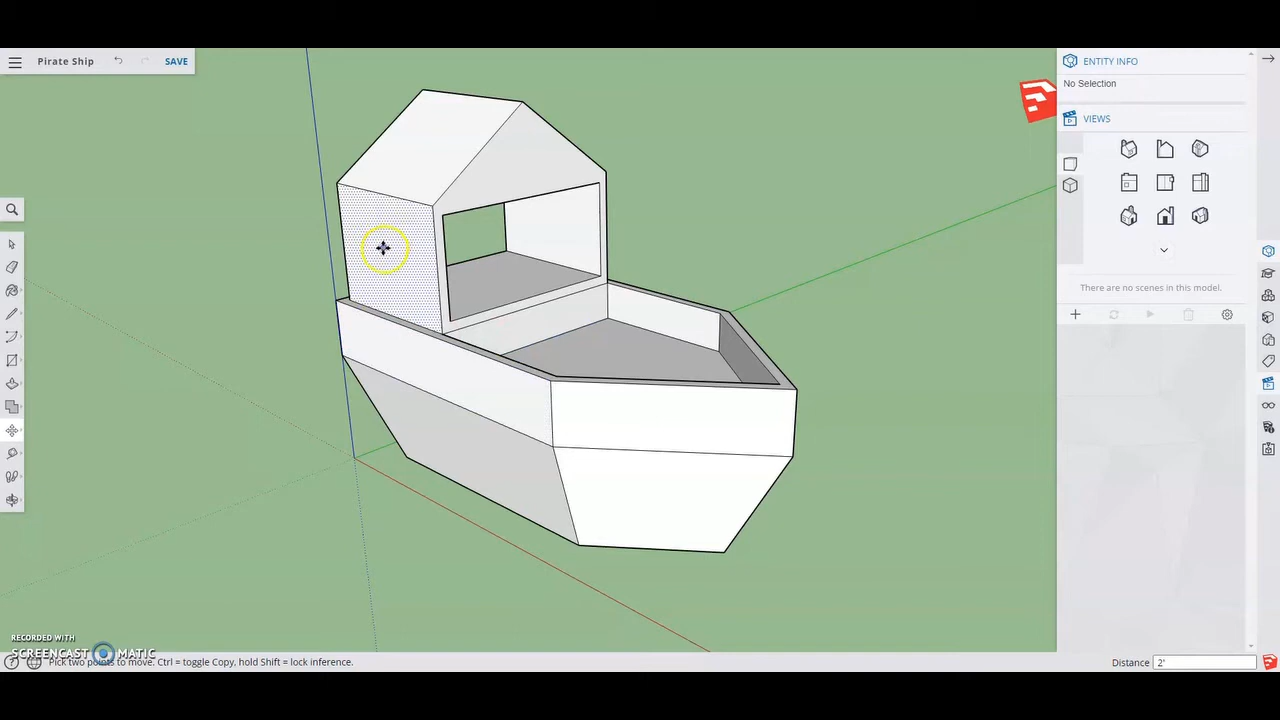 Pirate Ship
SAVE
ENTITY INFO
No Selection
VIEWS
There are no scenes in this model.
RECORDED WITH
SCREENCAST MATIC
Pick two points to move. Ctrl = toggle Copy, hold Shift = lock inference.
Distance 2'